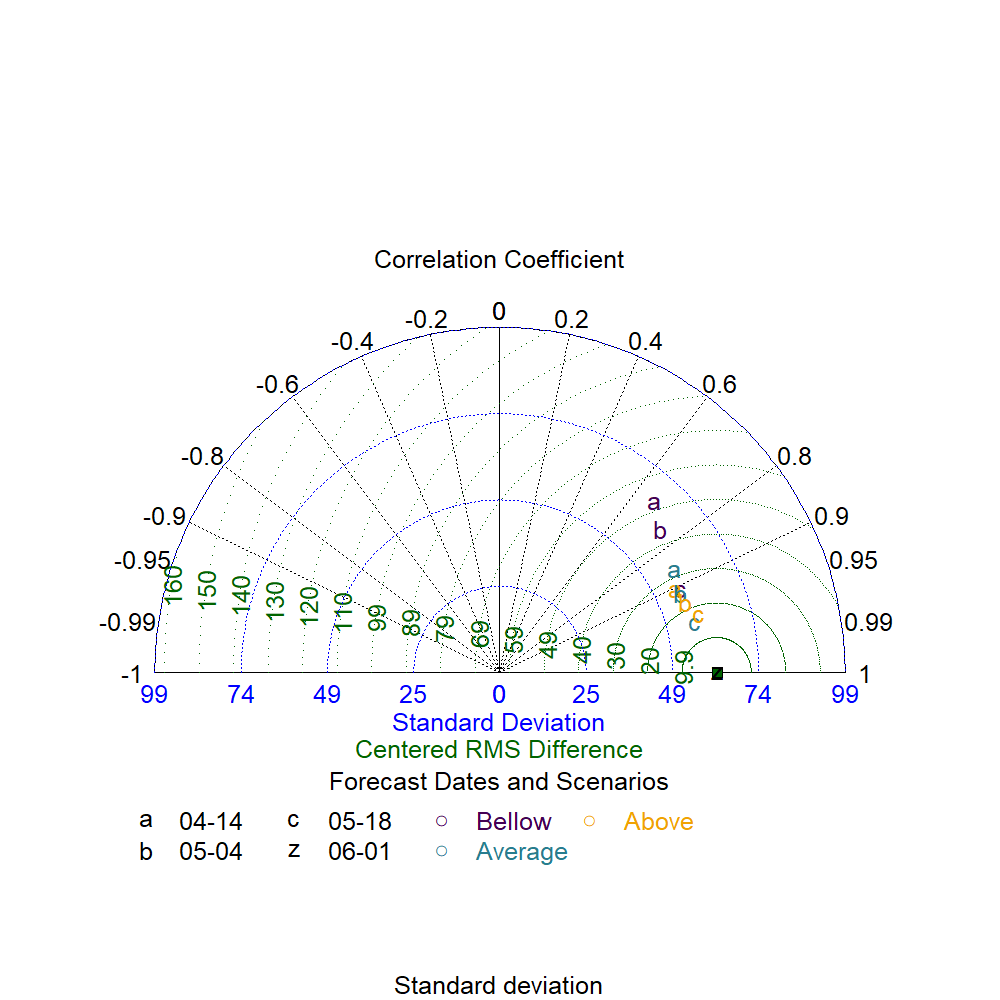 Correlation Coefficient
0
-0.2 0.2
-0.4 0.4
-0.6 0.6
-0.8 0.8
-0.9 0.9
-0.95 0.95
-0.99 0.99
-1 1
a
b
a
a b c
b
c
c
z
160 150 140 130 120 110 99 89 79 69 59 49 40 30 20 9.9
99 74 49 25 0 25 49 74 99
Standard Deviation
Centered RMS Difference
Forecast Dates and Scenarios
a 04-14 c 05-18 Bellow Above
b 05-04 z 06-01 Average
Standard deviation